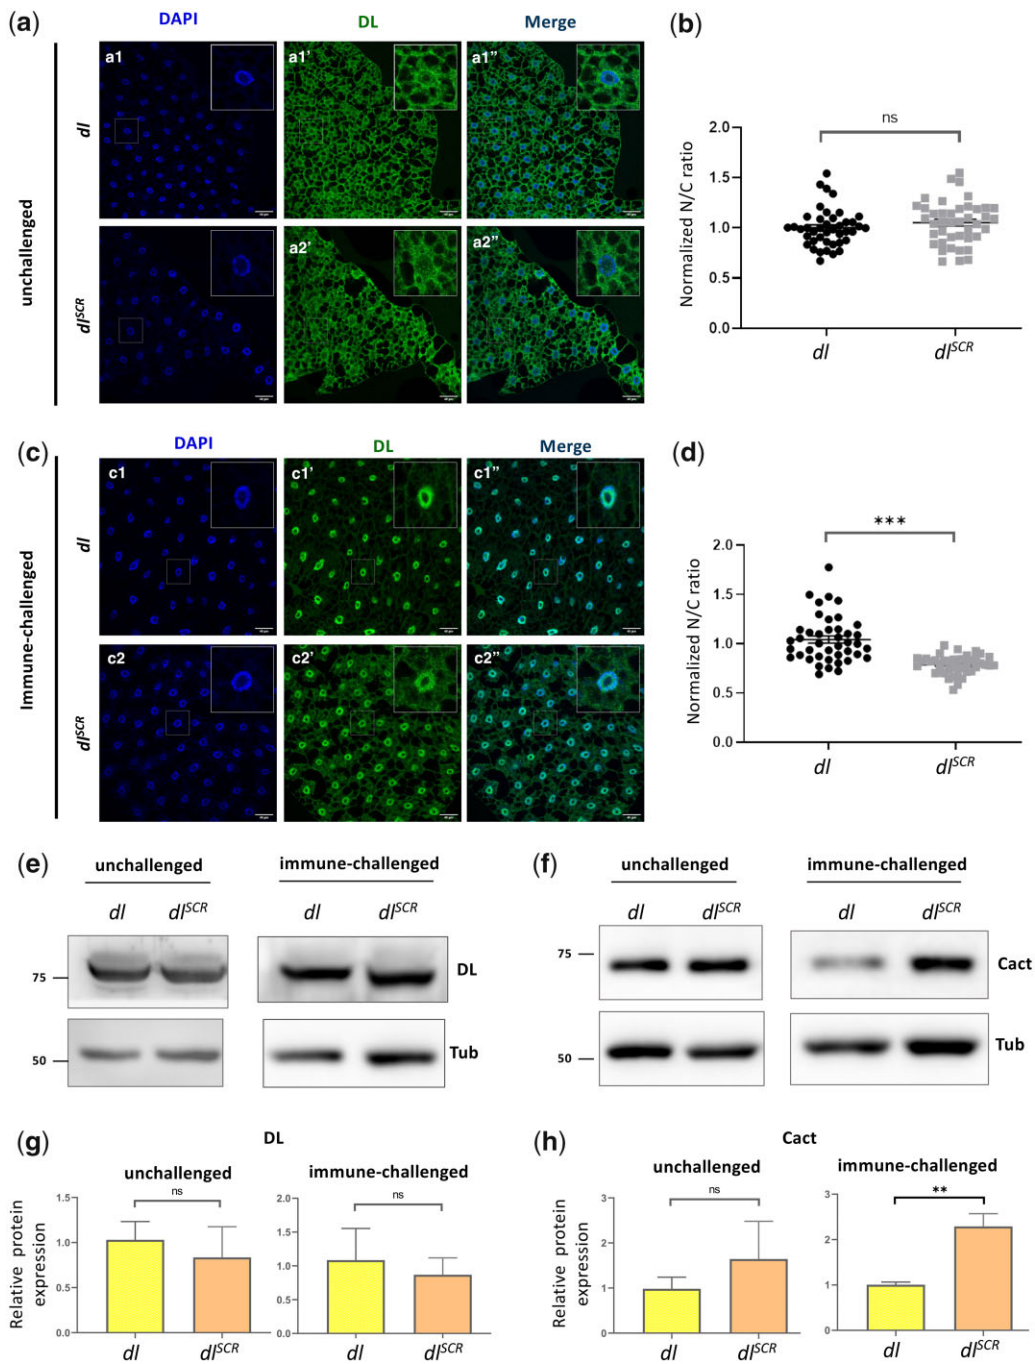 (a)
DAPI
DL
Merge
unchallenged
dl
a1
a1’
a1”
dl^SCR
a2’
a2”
(b)
Normalized N/C ratio
ns
2.0
1.5
1.0
0.5
0.0
dl
dl^SCR
(c)
DAPI
DL
Merge
Immune-challenged
dl
c1
c1’
c1”
dl^SCR
c2
c2’
c2”
(d)
Normalized N/C ratio
***
2.0
1.5
1.0
0.5
0.0
dl
dl^SCR
(e)
unchallenged
immune-challenged
dl
dl^SCR
dl
dl^SCR
75
DL
50
Tub
(f)
unchallenged
immune-challenged
dl
dl^SCR
dl
dl^SCR
75
Cact
50
Tub
(g)
DL
unchallenged
immune-challenged
Relative protein
expression
ns
1.5
1.0
0.5
0.0
dl
dl^SCR
ns
2.0
1.5
1.0
0.5
0.0
dl
dl^SCR
(h)
Cact
unchallenged
immune-challenged
Relative protein
expression
ns
3
2
1
0
dl
dl^SCR
**
3
2
1
0
dl
dl^SCR